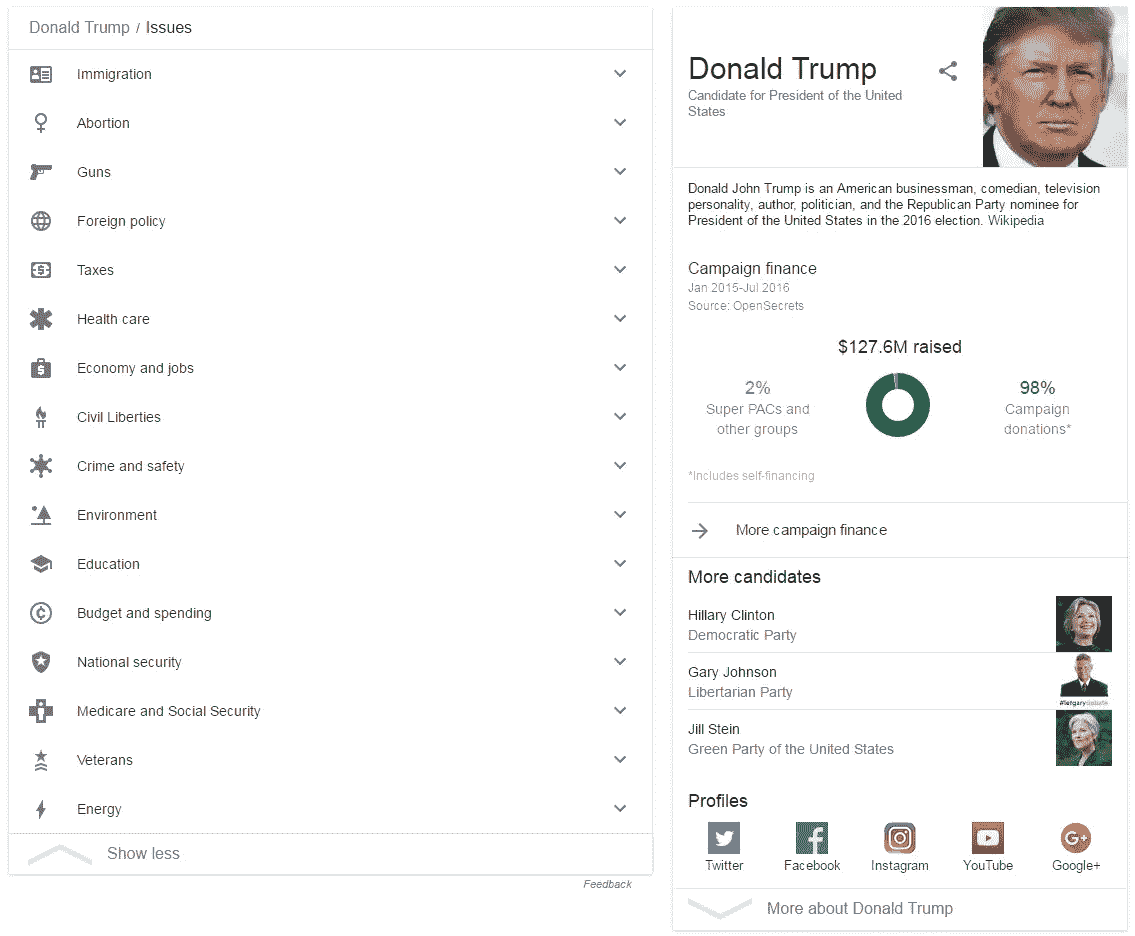 Donald Trump / Issues
Immigration
Abortion
Guns
Foreign policy
Taxes
Health care
Economy and jobs
Civil Liberties
Crime and safety
Environment
Education
Budget and spending
National security
Medicare and Social Security
Veterans
Energy
Show less
Feedback
Donald Trump
Candidate for President of the United
States
Donald John Trump is an American businessman, comedian, television
personality, author, politician, and the Republican Party nominee for
President of the United States in the 2016 election. Wikipedia
Campaign finance
Jan 2015-Jul 2016
Source: OpenSecrets
$127.6M raised
2%
Super PACs and
other groups
98%
Campaign
donations*
*Includes self-financing
More campaign finance
More candidates
Hillary Clinton
Democratic Party
Gary Johnson
Libertarian Party
#letgarydebate
Jill Stein
Green Party of the United States
Profiles
Twitter
Facebook
Instagram
YouTube
G+
Google+
More about Donald Trump